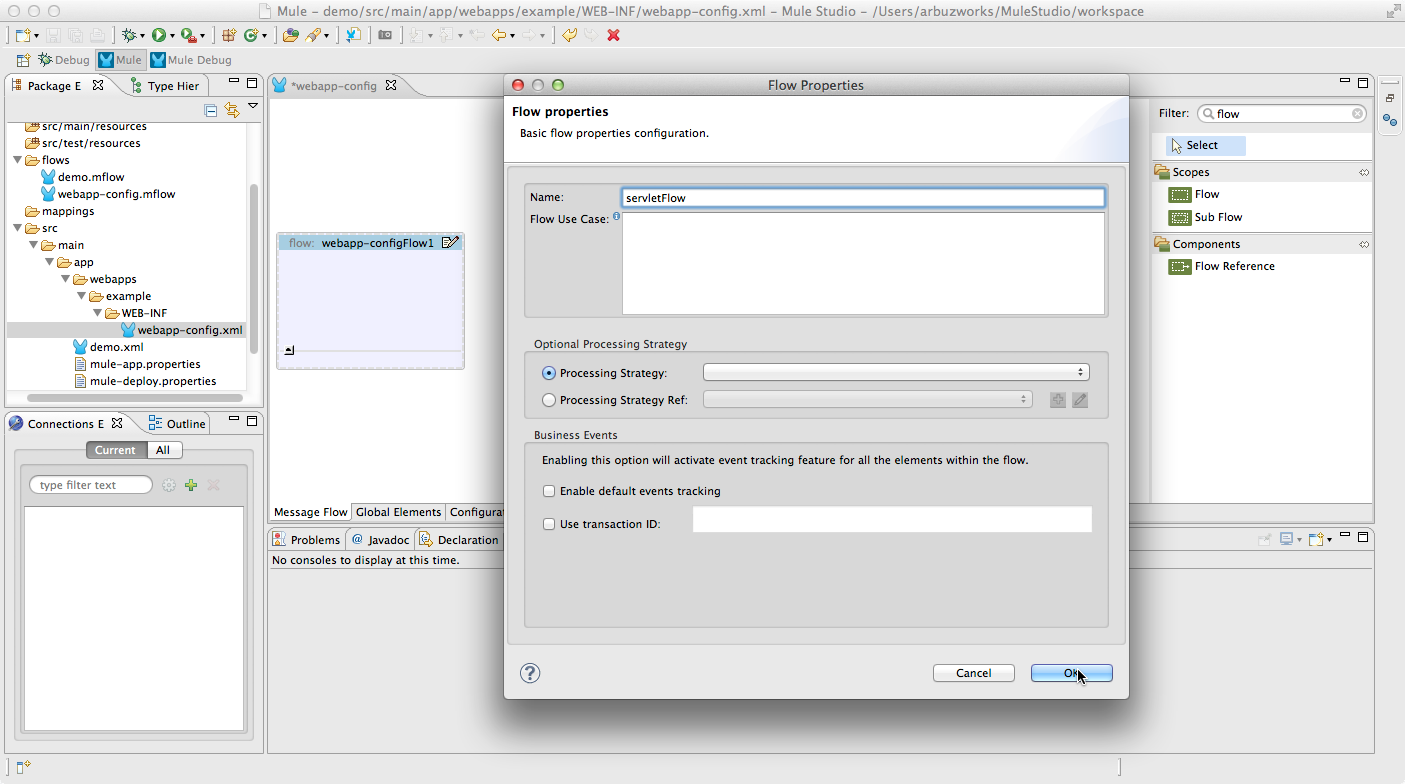 Mule – demo/src/main/app/webapps/example/WEB-INF/webapp-config.xml – Mule Studio – /Users/arbuzworks/MuleStudio/workspace
Debug Mule Mule Debug
Package E Type Hier
src/main/resources
src/test/resources
flows
demo.mflow
webapp-config.mflow
mappings
src
main
app
webapps
example
WEB-INF
webapp-config.xml
demo.xml
mule-app.properties
mule-deploy.properties
Connections E Outline
Current All
type filter text
*webapp-config
flow: webapp-configFlow1
Message Flow Global Elements Configura
Problems @ Javadoc Declaration
No consoles to display at this time.
Flow Properties
Flow properties
Basic flow properties configuration.
Name: servletFlow
Flow Use Case:
Optional Processing Strategy
Processing Strategy:
Processing Strategy Ref:
Business Events
Enabling this option will activate event tracking feature for all the elements within the flow.
Enable default events tracking
Use transaction ID:
? Cancel OK
Filter: flow
Select
Scopes
Flow
Sub Flow
Components
Flow Reference